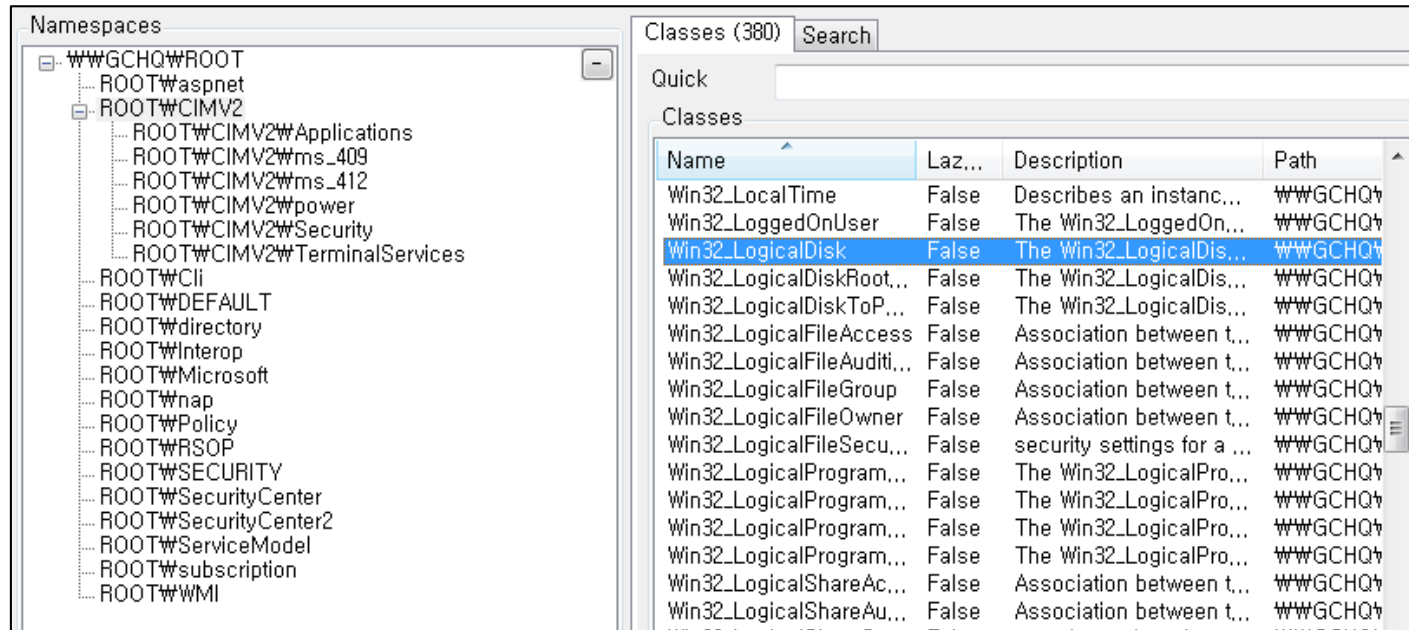 Namespaces
₩₩GCHQ₩ROOT
ROOT₩aspnet
ROOT₩CIMV2
ROOT₩CIMV2₩Applications
ROOT₩CIMV2₩ms_409
ROOT₩CIMV2₩ms_412
ROOT₩CIMV2₩power
ROOT₩CIMV2₩Security
ROOT₩CIMV2₩TerminalServices
ROOT₩Cli
ROOT₩DEFAULT
ROOT₩directory
ROOT₩Interop
ROOT₩Microsoft
ROOT₩nap
ROOT₩Policy
ROOT₩RSOP
ROOT₩SECURITY
ROOT₩SecurityCenter
ROOT₩SecurityCenter2
ROOT₩ServiceModel
ROOT₩subscription
ROOT₩WMI
Classes (380) Search
Quick
Classes
Name Laz... Description Path
Win32_LocalTime False Describes an instanc... ₩₩GCHQ₩
Win32_LoggedOnUser False The Win32_LoggedOn... ₩₩GCHQ₩
Win32_LogicalDisk False The Win32_LogicalDis... ₩₩GCHQ₩
Win32_LogicalDiskRoot... False The Win32_LogicalDis... ₩₩GCHQ₩
Win32_LogicalDiskToP... False The Win32_LogicalDis... ₩₩GCHQ₩
Win32_LogicalFileAccess False Association between t... ₩₩GCHQ₩
Win32_LogicalFileAuditi... False Association between t... ₩₩GCHQ₩
Win32_LogicalFileGroup False Association between t... ₩₩GCHQ₩
Win32_LogicalFileOwner False Association between t... ₩₩GCHQ₩
Win32_LogicalFileSecu... False security settings for a ... ₩₩GCHQ₩
Win32_LogicalProgram... False The Win32_LogicalPro... ₩₩GCHQ₩
Win32_LogicalProgram... False The Win32_LogicalPro... ₩₩GCHQ₩
Win32_LogicalProgram... False The Win32_LogicalPro... ₩₩GCHQ₩
Win32_LogicalProgram... False The Win32_LogicalPro... ₩₩GCHQ₩
Win32_LogicalShareAc... False Association between t... ₩₩GCHQ₩
Win32_LogicalShareAu... False Association between t... ₩₩GCHQ₩